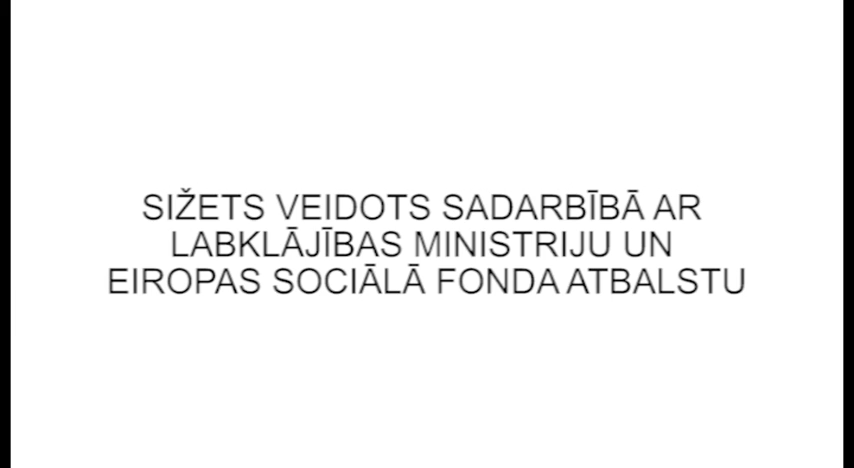 SIŽETS VEIDOTS SADARBĪBĀ AR
LABKLĀJĪBAS MINISTRIJU UN
EIROPAS SOCIĀLĀ FONDA ATBALSTU